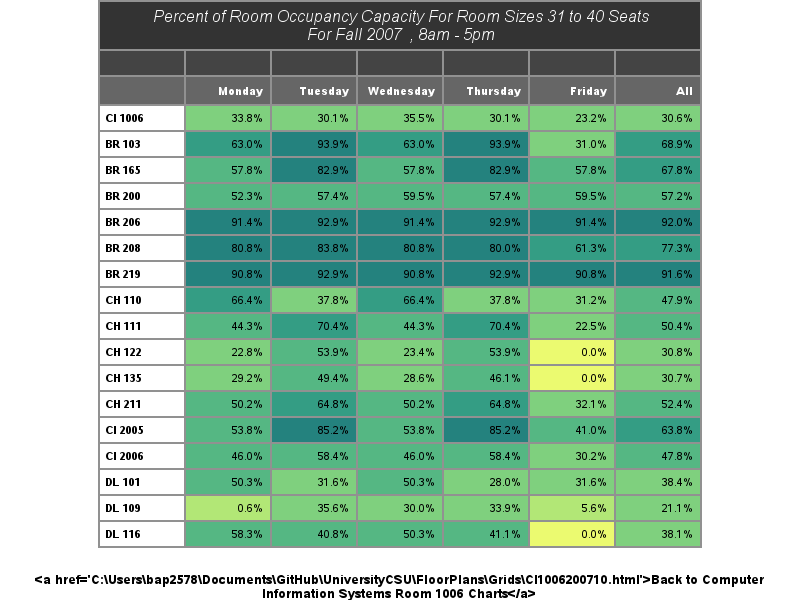 Percent of Room Occupancy Capacity For Room Sizes 31 to 40 Seats
For Fall 2007 , 8am - 5pm
Monday Tuesday Wednesday Thursday Friday All
CI 1006 33.8% 30.1% 35.5% 30.1% 23.2% 30.6%
BR 103 63.0% 93.9% 63.0% 93.9% 31.0% 68.9%
BR 165 57.8% 82.9% 57.8% 82.9% 57.8% 67.8%
BR 200 52.3% 57.4% 59.5% 57.4% 59.5% 57.2%
BR 206 91.4% 92.9% 91.4% 92.9% 91.4% 92.0%
BR 208 80.8% 83.8% 80.8% 80.0% 61.3% 77.3%
BR 219 90.8% 92.9% 90.8% 92.9% 90.8% 91.6%
CH 110 66.4% 37.8% 66.4% 37.8% 31.2% 47.9%
CH 111 44.3% 70.4% 44.3% 70.4% 22.5% 50.4%
CH 122 22.8% 53.9% 23.4% 53.9% 0.0% 30.8%
CH 135 29.2% 49.4% 28.6% 46.1% 0.0% 30.7%
CH 211 50.2% 64.8% 50.2% 64.8% 32.1% 52.4%
CI 2005 53.8% 85.2% 53.8% 85.2% 41.0% 63.8%
CI 2006 46.0% 58.4% 46.0% 58.4% 30.2% 47.8%
DL 101 50.3% 31.6% 50.3% 28.0% 31.6% 38.4%
DL 109 0.6% 35.6% 30.0% 33.9% 5.6% 21.1%
DL 116 58.3% 40.8% 50.3% 41.1% 0.0% 38.1%
<a href='C:\Users\bap2578\Documents\GitHub\UniversityCSU\FloorPlans\Grids\CI1006200710.html'>Back to Computer
Information Systems Room 1006 Charts</a>